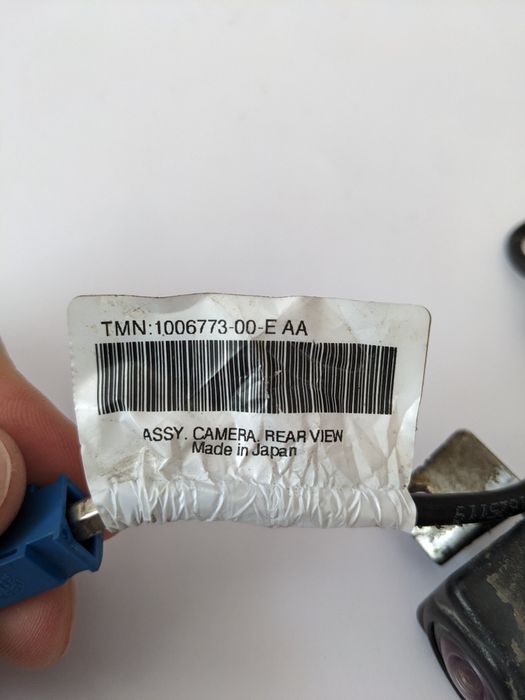 TMN:1006773-00-E AA
ASSY. CAMERA. REAR VIEW
Made in Japan